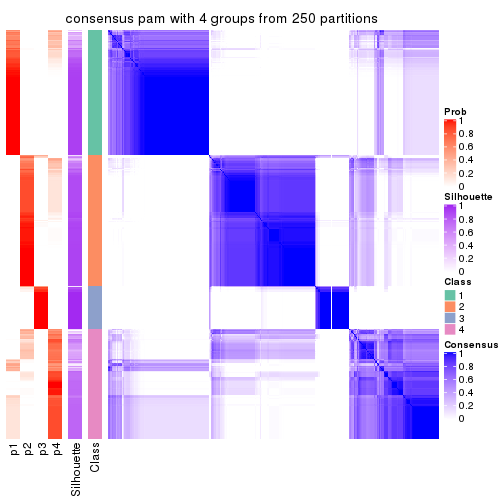 consensus pam with 4 groups from 250 partitions
Prob
1
0.8
0.6
0.4
0.2
0
Silhouette
1
0.8
0.6
0.4
0.2
0
Class
1
2
3
4
Consensus
1
0.8
0.6
0.4
0.2
0
p1
p2
p3
p4
Silhouette
Class